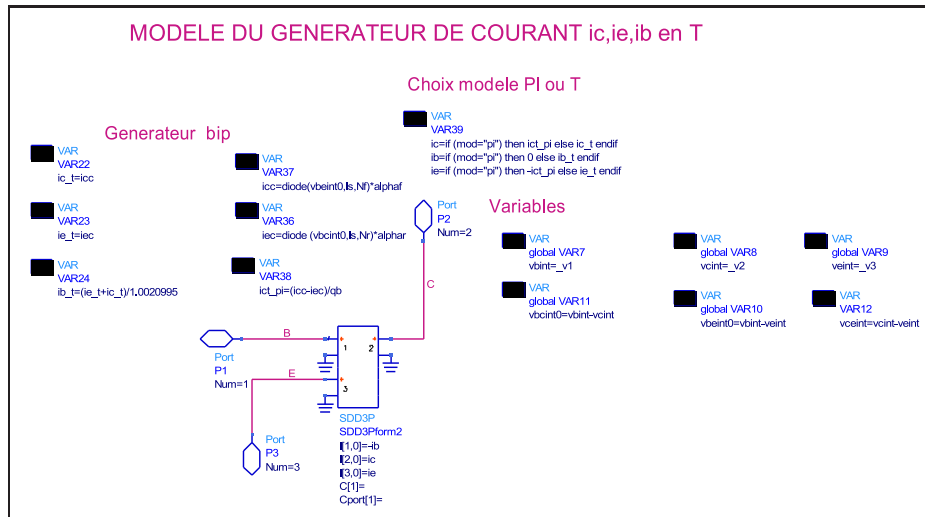 MODELE DU GENERATEUR DE COURANT ic,ie,ib en T
Choix modele PI ou T
VAR
VAR39
ic=if (mod="pi") then ict_pi else ic_t endif
ib=if (mod="pi") then 0 else ib_t endif
ie=if (mod="pi") then -ict_pi else ie_t endif
Generateur bip
VAR
VAR22
ic_t=icc
VAR
VAR37
icc=diode(vbeint0,Is,Nf)*alphaf
VAR
VAR23
ie_t=iec
VAR
VAR36
iec=diode (vbcint0,Is,Nr)*alphar
VAR
VAR24
ib_t=(ie_t+ic_t)/1.0020995
VAR
VAR38
ict_pi=(icc-iec)/qb
Port
P2
Num=2
Variables
VAR
global VAR7
vbint=_v1
VAR
global VAR8
vcint=_v2
VAR
global VAR9
veint=_v3
VAR
global VAR11
vbcint0=vbint-vcint
VAR
global VAR10
vbeint0=vbint-veint
VAR
VAR12
vceint=vcint-veint
C
B
1
2
Port
P1
Num=1
E
3
Port
P3
Num=3
SDD3P
SDD3Pform2
I[1,0]=-ib
I[2,0]=ic
I[3,0]=ie
C[1]=
Cport[1]=